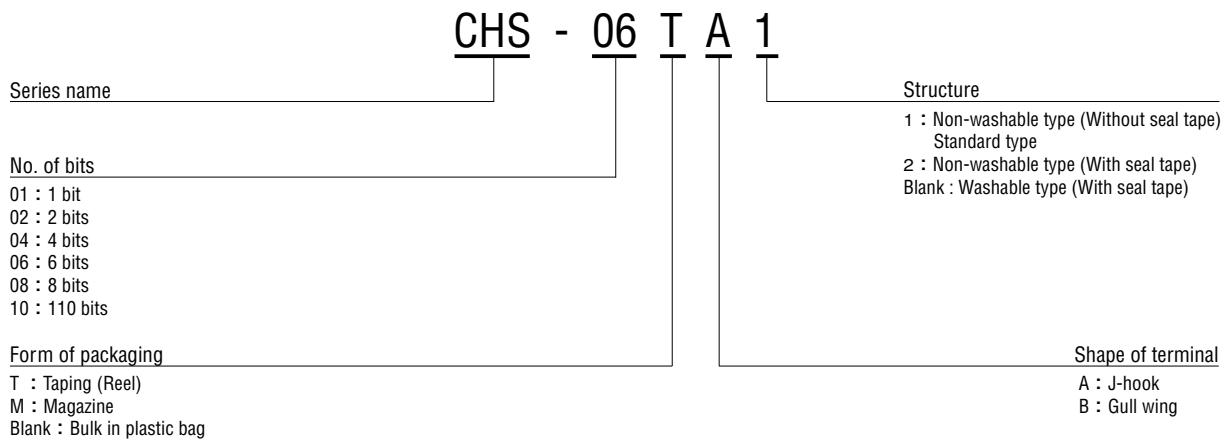 CHS - 06 T A 1
Series name
No. of bits
01 : 1 bit
02 : 2 bits
04 : 4 bits
06 : 6 bits
08 : 8 bits
10 : 110 bits
Form of packaging
T : Taping (Reel)
M : Magazine
Blank : Bulk in plastic bag
Structure
1 : Non-washable type (Without seal tape)
Standard type
2 : Non-washable type (With seal tape)
Blank : Washable type (With seal tape)
Shape of terminal
A : J-hook
B : Gull wing